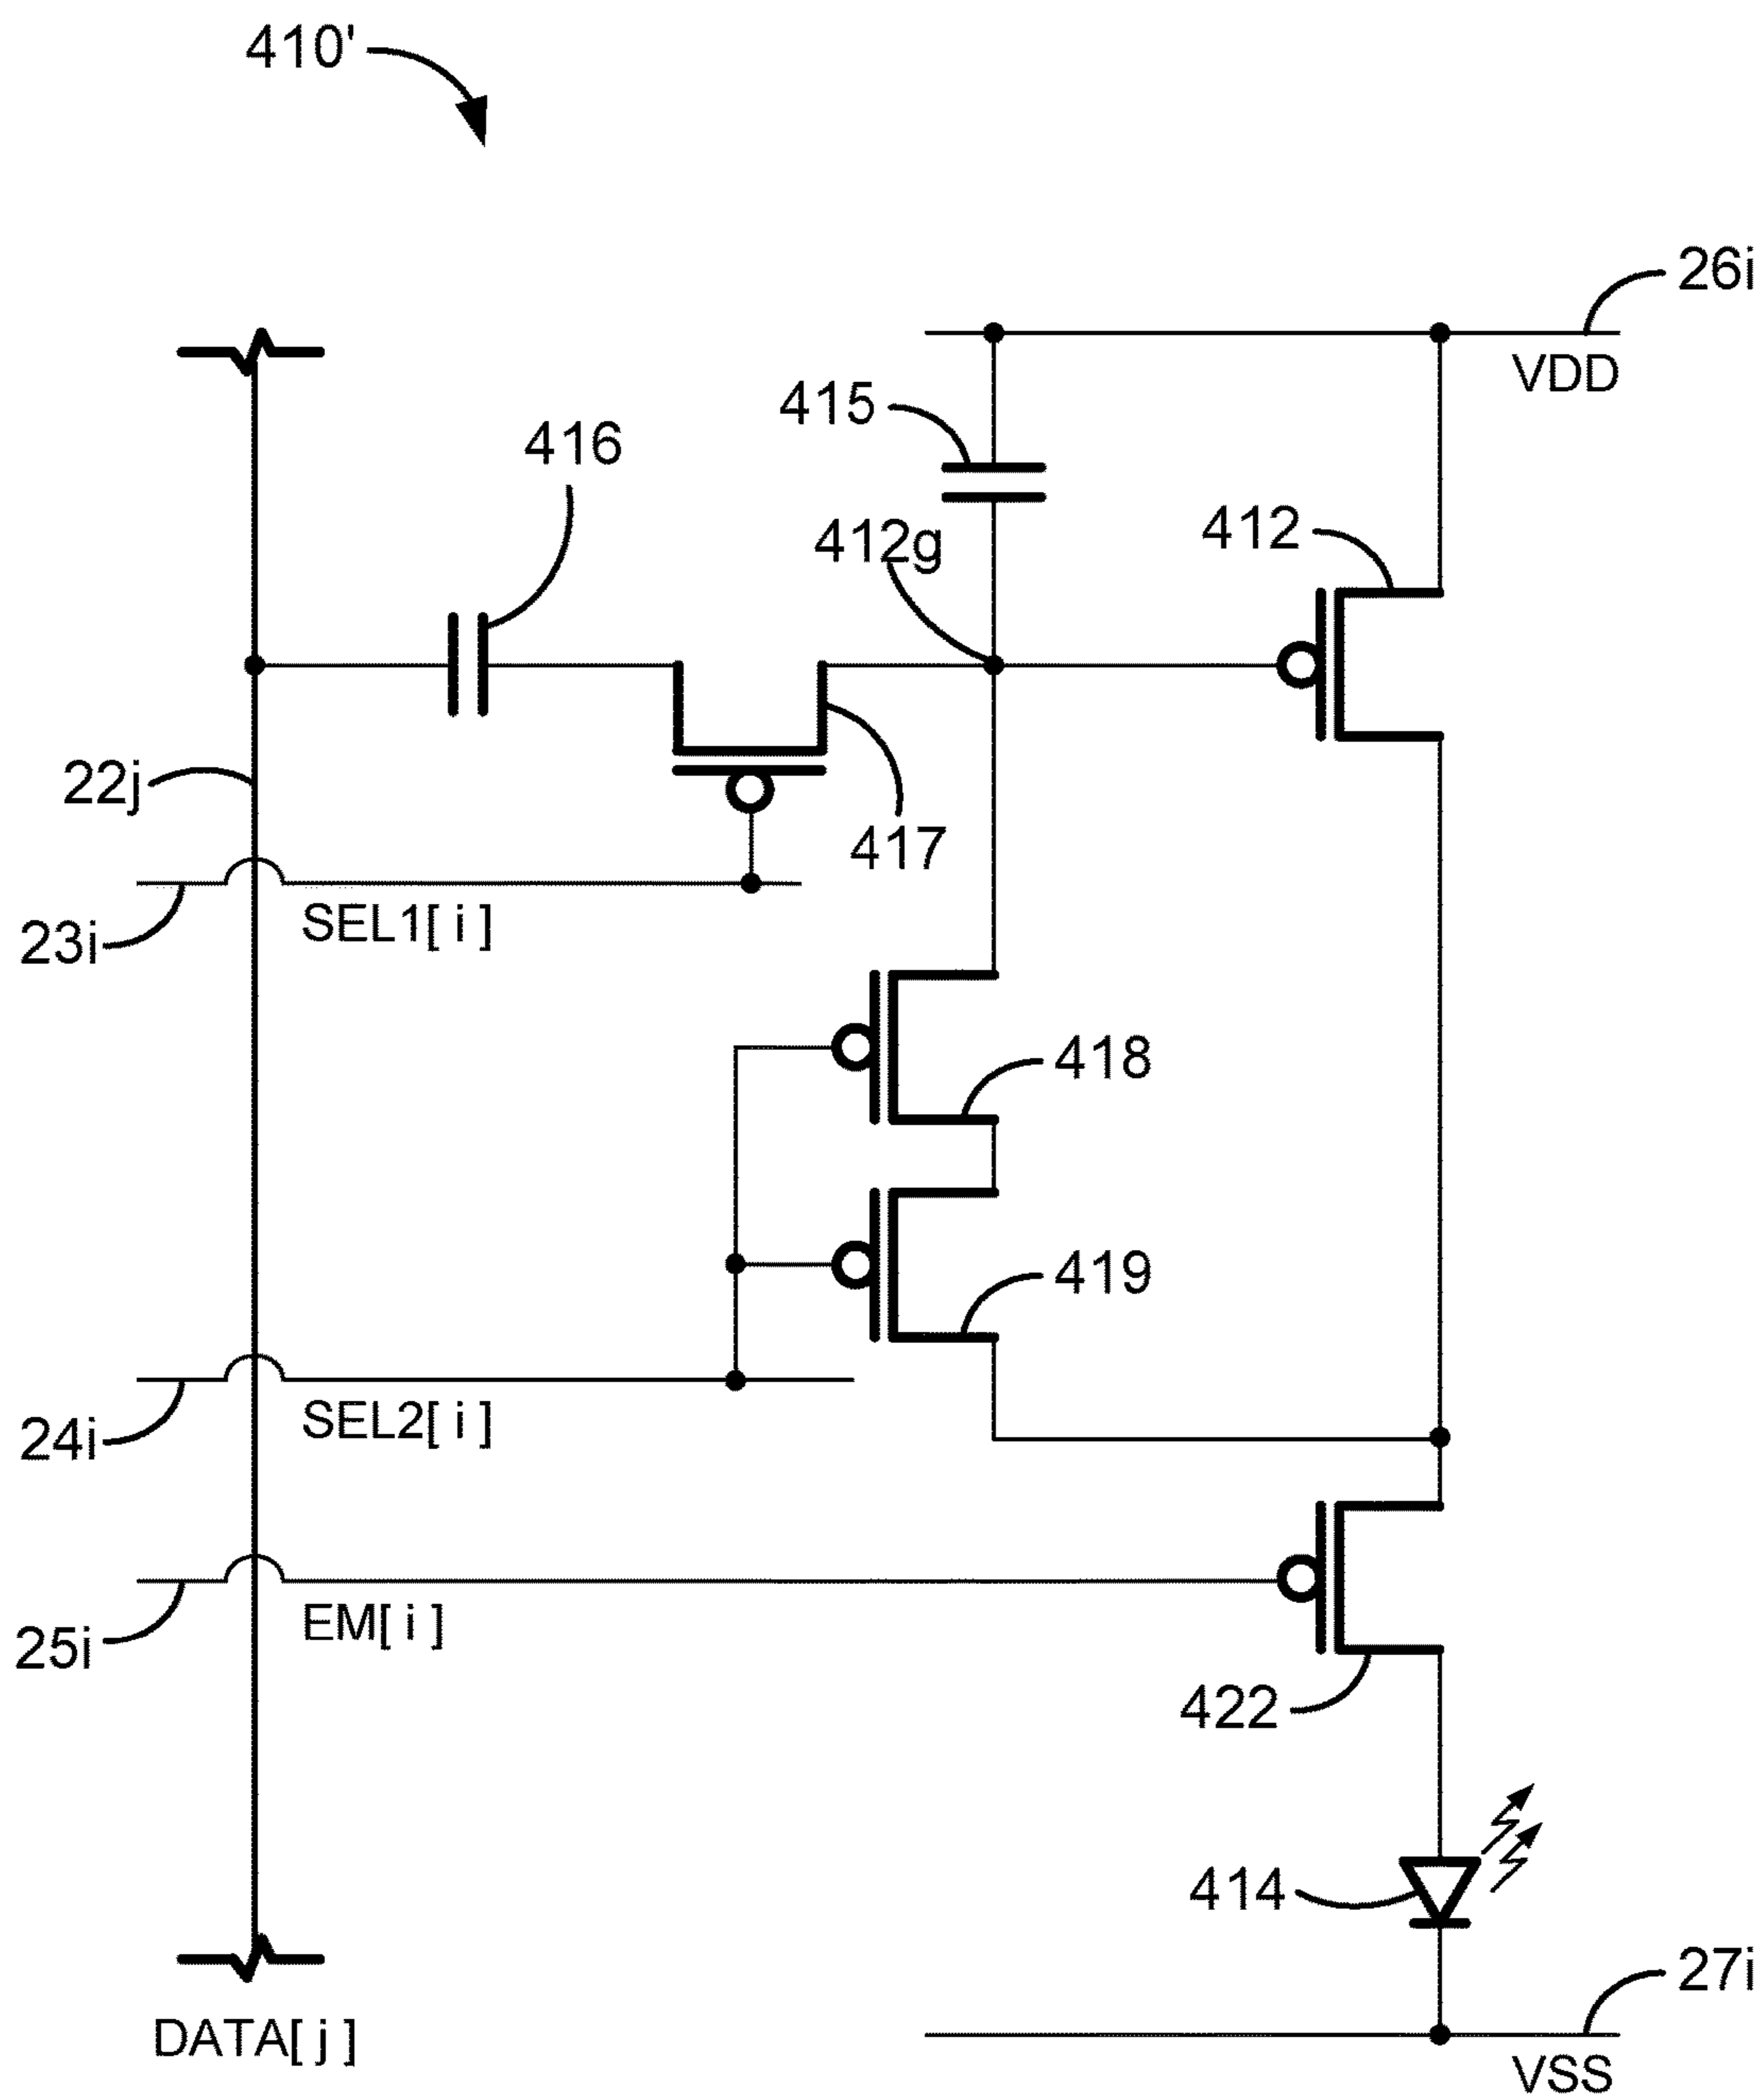 410'
26i
VDD
415
416
412g
412
22j
417
23i
SEL1[ i ]
418
419
24i
SEL2[ i ]
25i
EM[ i ]
422
414
27i
DATA[ j ]
VSS